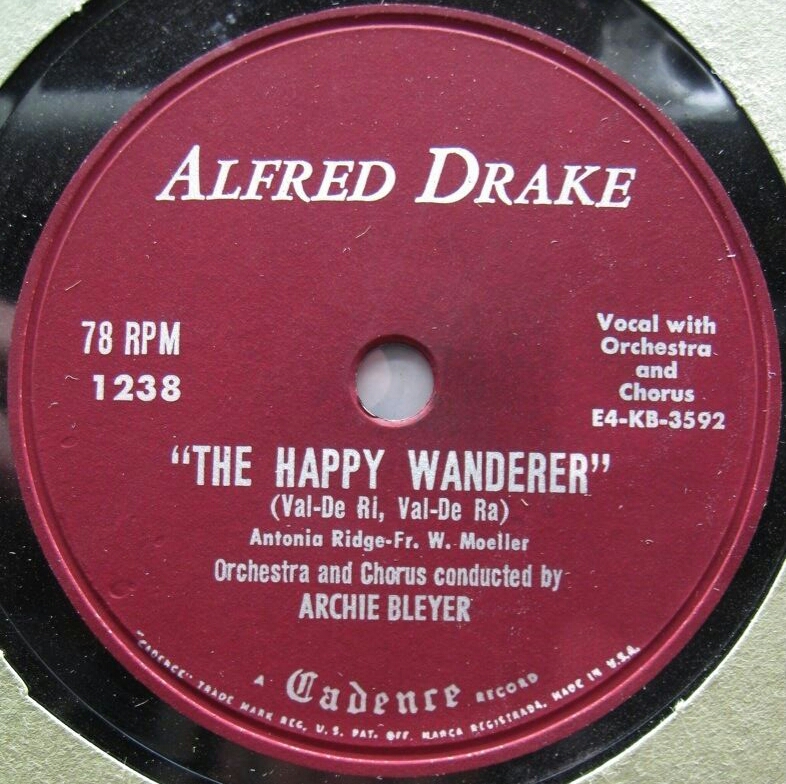 ALFRED DRAKE
78 RPM
1238
Vocal with
Orchestra
and
Chorus
E4-KB-3592
"THE HAPPY WANDERER"
(Val-De Ri, Val-De Ra)
Antonia Ridge-Fr. W. Moeller
Orchestra and Chorus conducted by
ARCHIE BLEYER
A Cadence RECORD
"CADENCE" TRADE MARK REG. U. S. PAT. OFF. MARCA REGISTRADA. MADE IN U.S.A.